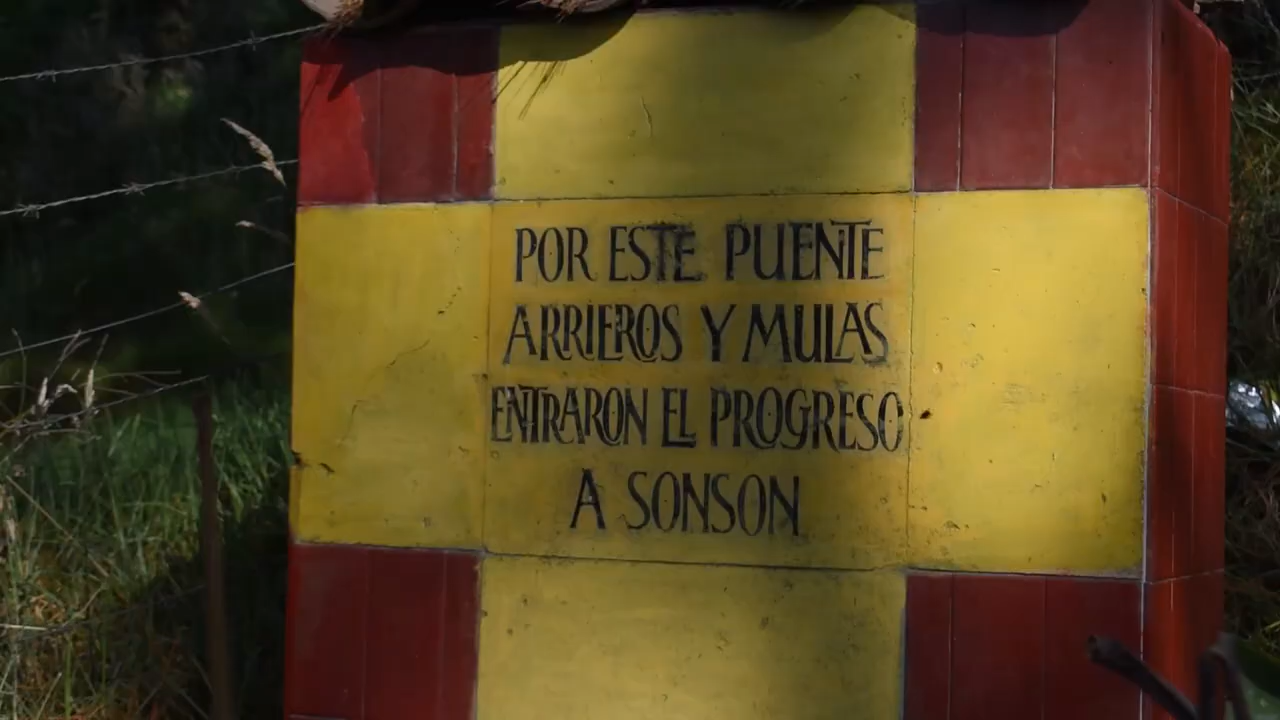 POR ESTE PUENTE
ARRIEROS Y MULAS
ENTRARON EL PROGRESO
A SONSON